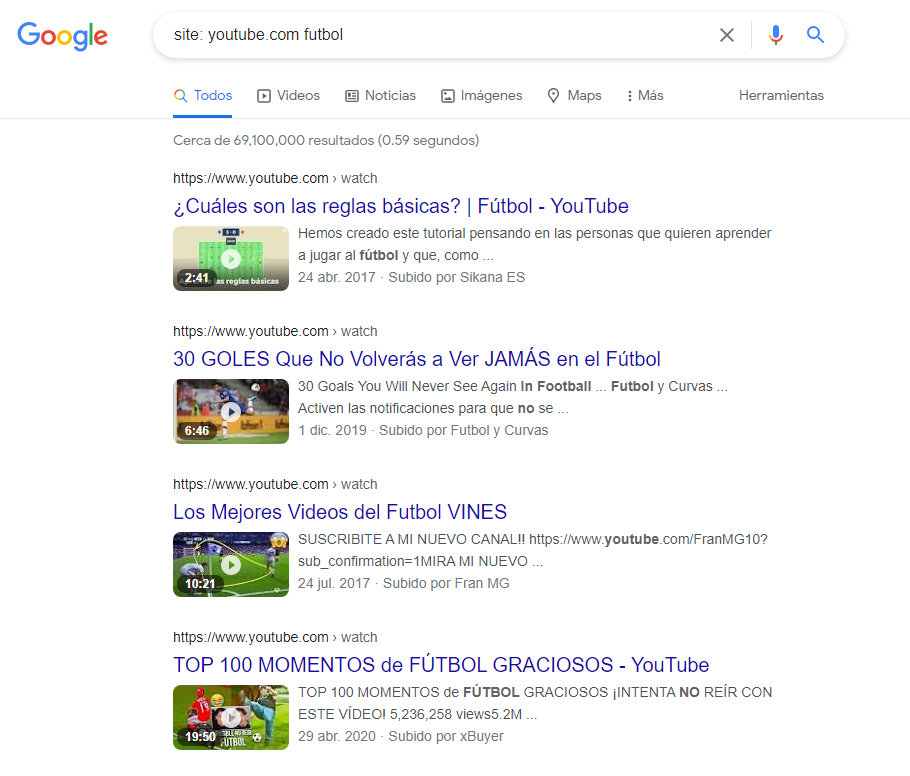 Google
site: youtube.com futbol
Todos
Videos
Noticias
Imágenes
Maps
Más
Herramientas
Cerca de 69,100,000 resultados (0.59 segundos)
https://www.youtube.com › watch
¿Cuáles son las reglas básicas? | Fútbol - YouTube
Hemos creado este tutorial pensando en las personas que quieren aprender
a jugar al fútbol y que, como ...
2:41
las reglas básicas
24 abr. 2017 · Subido por Sikana ES
https://www.youtube.com › watch
30 GOLES Que No Volverás a Ver JAMÁS en el Fútbol
30 Goals You Will Never See Again In Football ... Futbol y Curvas ...
Activen las notificaciones para que no se ...
6:46
1 dic. 2019 · Subido por Futbol y Curvas
https://www.youtube.com › watch
Los Mejores Videos del Futbol VINES
SUSCRIBITE A MI NUEVO CANAL!! https://www.youtube.com/FranMG10?
sub_confirmation=1MIRA MI NUEVO ...
10:21
24 jul. 2017 · Subido por Fran MG
https://www.youtube.com › watch
TOP 100 MOMENTOS de FÚTBOL GRACIOSOS - YouTube
TOP 100 MOMENTOS de FÚTBOL GRACIOSOS ¡INTENTA NO REÍR CON
ESTE VÍDEO! 5,236,258 views5.2M ...
19:50
FÚTBOL
29 abr. 2020 · Subido por xBuyer